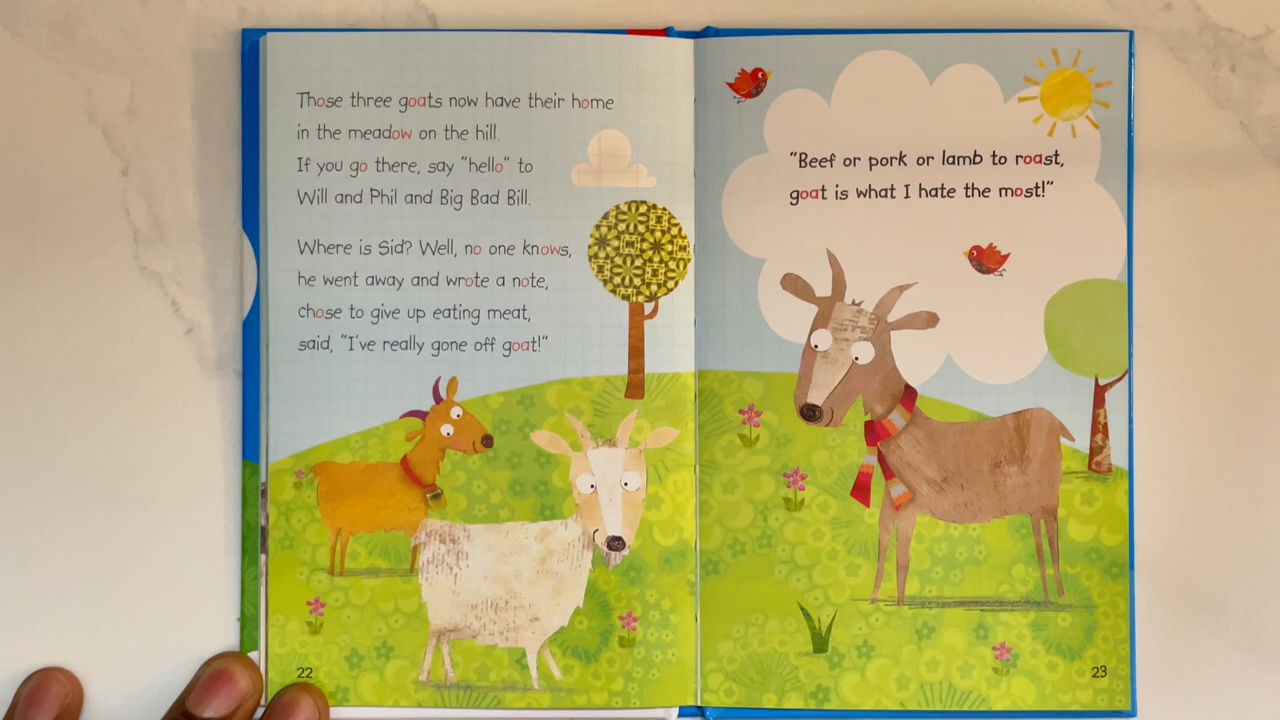 Those three goats now have their home
in the meadow on the hill.
If you go there, say "hello" to
Will and Phil and Big Bad Bill.
Where is Sid? Well, no one knows,
he went away and wrote a note,
chose to give up eating meat,
said, "I've really gone off goat!"
22
"Beef or pork or lamb to roast,
goat is what I hate the most!"
23